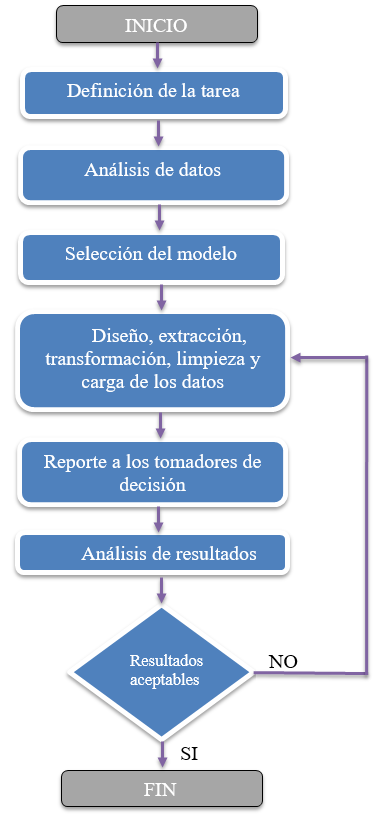 INICIO
Definición de la tarea
Análisis de datos
Selección del modelo
Diseño, extracción,
transformación, limpieza y
carga de los datos
Reporte a los tomadores de
decisión
Análisis de resultados
Resultados
aceptables
NO
SI
FIN